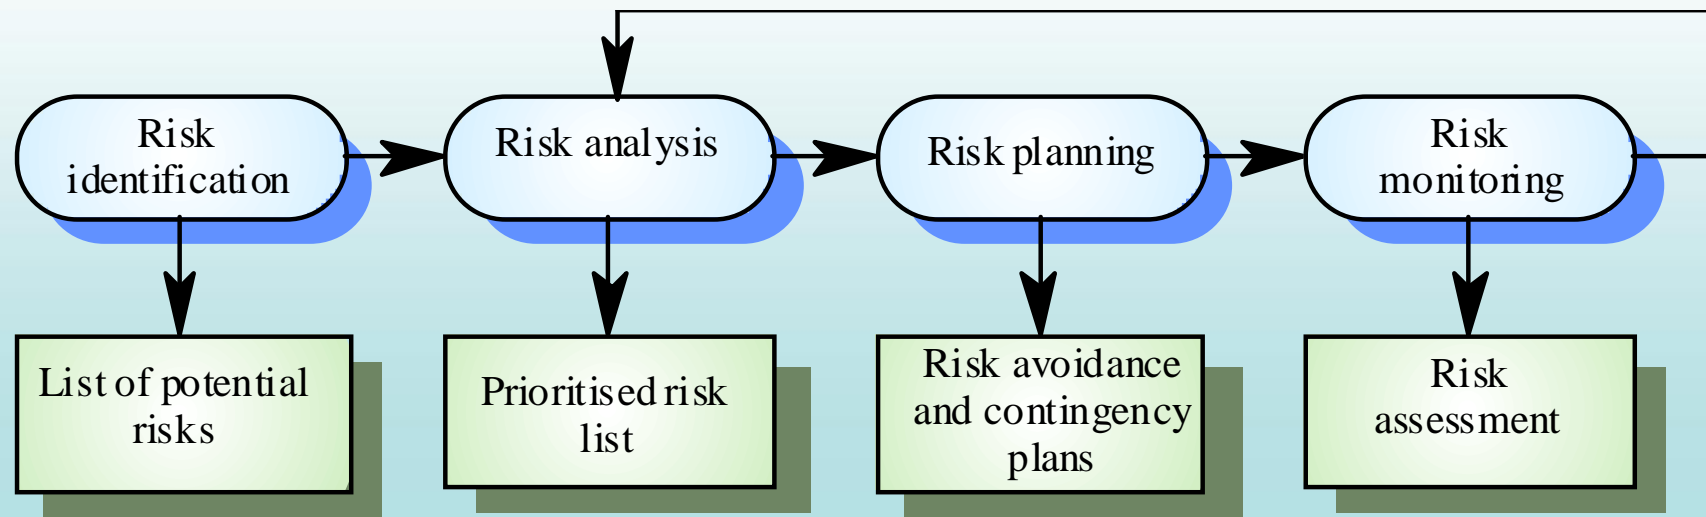 Risk
identification
Risk analysis
Risk planning
Risk
monitoring
List of potential
risks
Prioritised risk
list
Risk avoidance
and contingency
plans
Risk
assessment